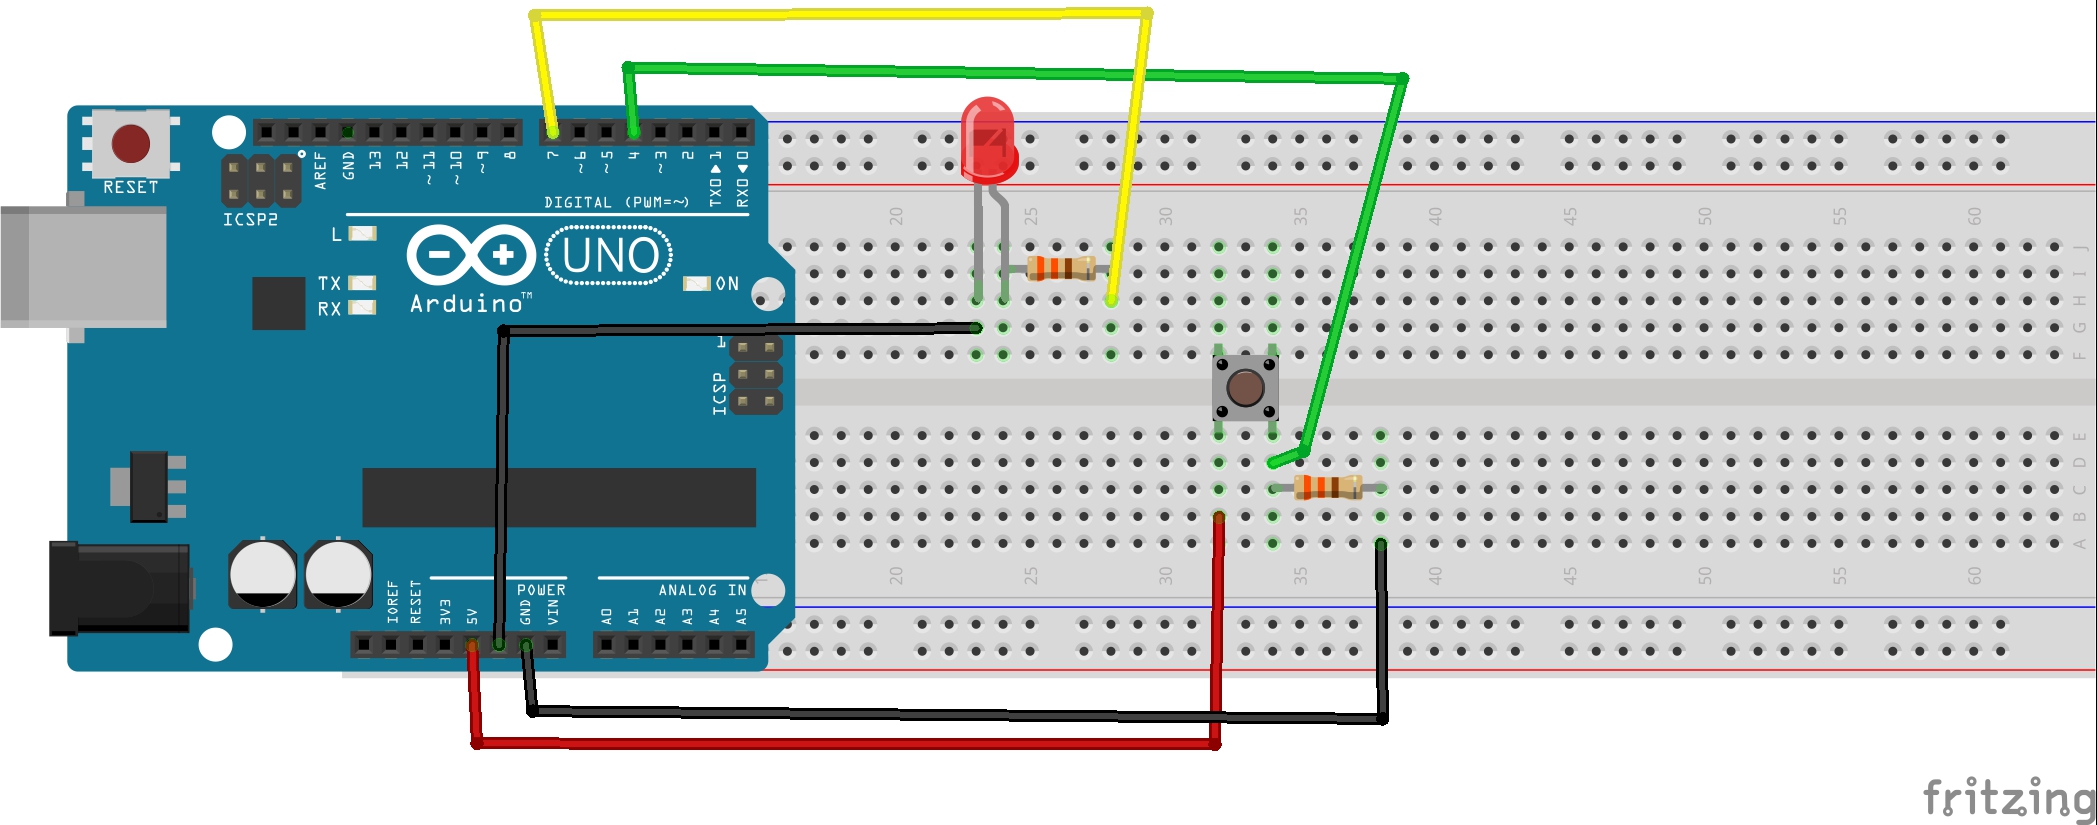 RESET
ICSP2
AREF
GND
13
12
~11
~10
~9
8
7
~6
~5
4
~3
2
TX0▶1
RX0◀0
DIGITAL (PWM=~)
L
TX
RX
UNO
ON
Arduino™
1
ICSP
IOREF
RESET
3V3
5V
GND
VIN
POWER
A0
A1
A2
A3
A4
A5
ANALOG IN
20 25 30 35 40 45 50 55 60
J
I
H
G
F
E
D
C
B
A
20 25 30 35 40 45 50 55 60
fritzing